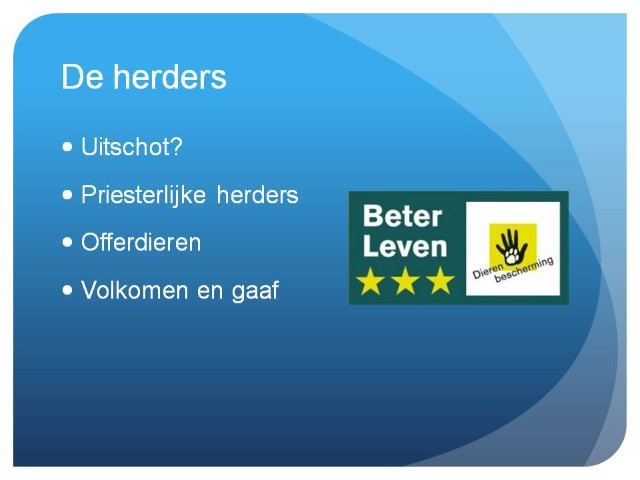 De herders
• Uitschot?
• Priesterlijke herders
• Offerdieren
• Volkomen en gaaf
Beter
Leven
Dieren
bescherming